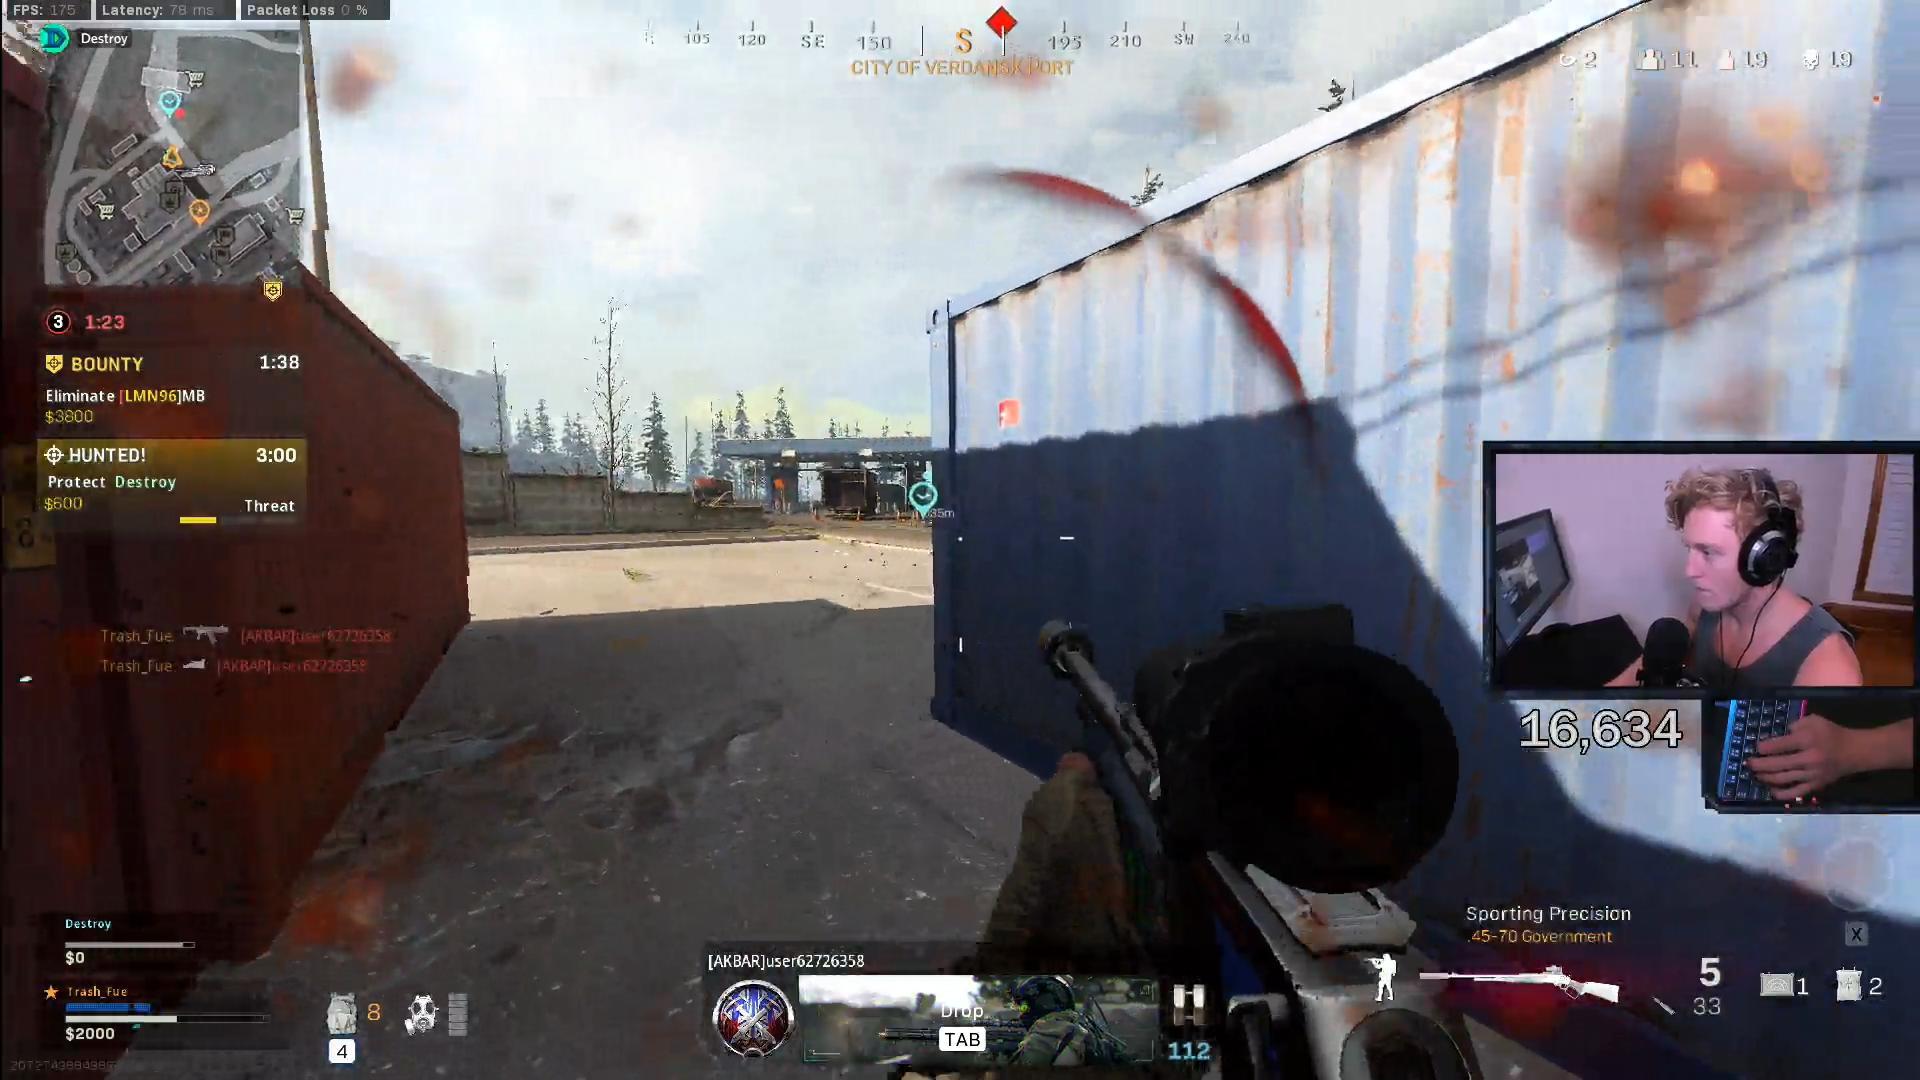 FPS: 175 Latency: 78 ms Packet Loss 0 %
Destroy
105 120 SE 150 S 195 210 SW 240
CITY OF VERDANSK PORT
2 11 19 19
3 1:23
BOUNTY 1:38
Eliminate [LMN96]MB
$3800
HUNTED! 3:00
Protect Destroy
$600
Threat
35m
Trash_Fue. [AKBAR]user62726358
Trash_Fue. [AKBAR]user62726358
16,634
Destroy
$0
Trash_Fue
$2000
8
4
[AKBAR]user62726358
Drop
TAB
112
Sporting Precision
.45-70 Government
X
5
33
1
2